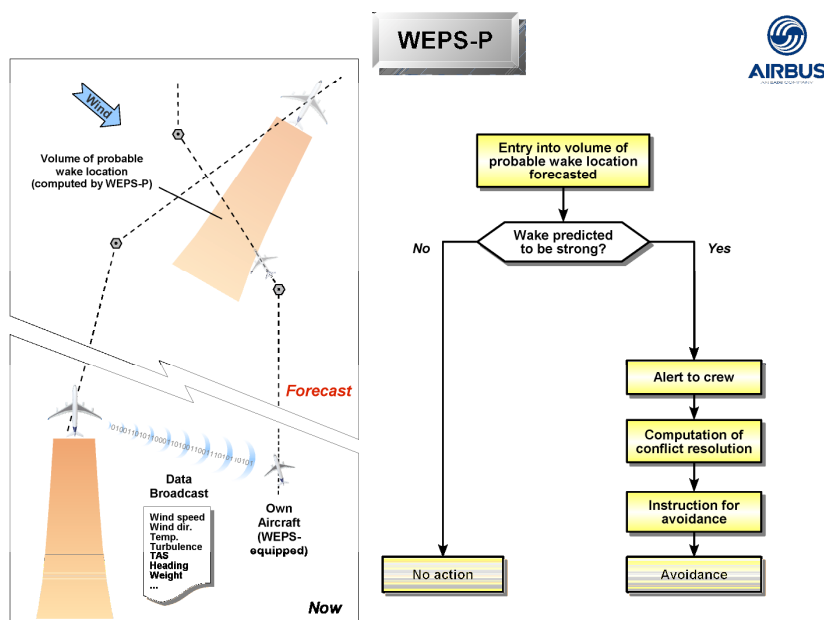 WEPS-P
AIRBUS
Wind
Volume of probable
wake location
(computed by WEPS-P)
Forecast
Data
Broadcast
Wind speed
Wind dir.
Temp.
Turbulence
TAS
Heading
Weight
...
Own
Aircraft
(WEPS-
equipped)
Now
Entry into volume of
probable wake location
forecasted
Wake predicted
to be strong?
No
Yes
Alert to crew
Computation of
conflict resolution
Instruction for
avoidance
No action
Avoidance